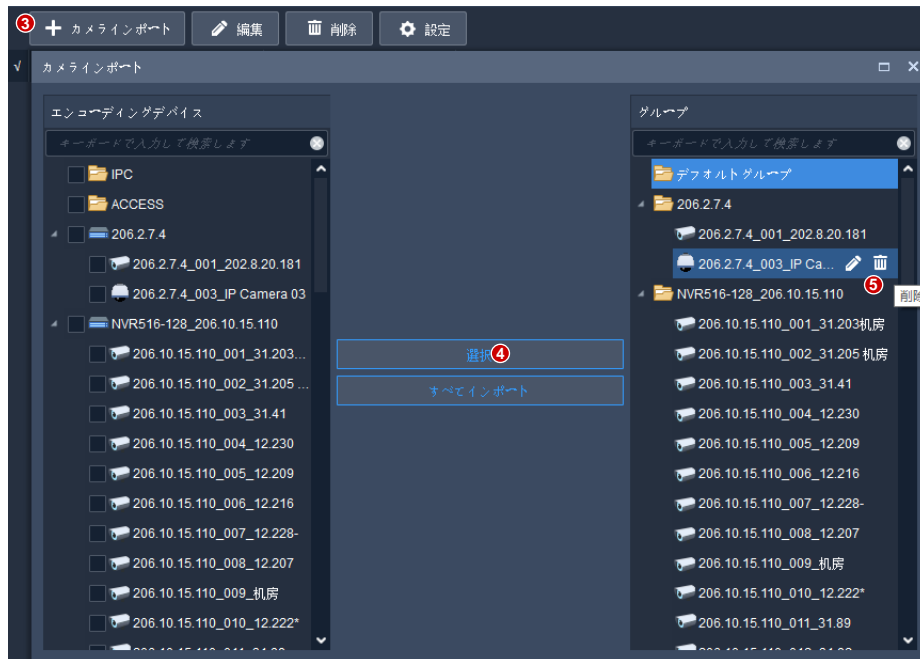 ③ + カメラインポート 編集 削除 設定
√ カメラインポート
エンコーディングデバイス
キーボードで入力して検索します
IPC
ACCESS
206.2.7.4
206.2.7.4_001_202.8.20.181
206.2.7.4_003_IP Camera 03
NVR516-128_206.10.15.110
206.10.15.110_001_31.203...
206.10.15.110_002_31.205 ...
206.10.15.110_003_31.41
206.10.15.110_004_12.230
206.10.15.110_005_12.209
206.10.15.110_006_12.216
206.10.15.110_007_12.228-
206.10.15.110_008_12.207
206.10.15.110_009_机房
206.10.15.110_010_12.222*
選択 ④
すべてインポート
グループ
キーボードで入力して検索します
デフォルトグループ
206.2.7.4
206.2.7.4_001_202.8.20.181
206.2.7.4_003_IP Ca...
⑤ 削除
NVR516-128_206.10.15.110
206.10.15.110_001_31.203机房
206.10.15.110_002_31.205 机房
206.10.15.110_003_31.41
206.10.15.110_004_12.230
206.10.15.110_005_12.209
206.10.15.110_006_12.216
206.10.15.110_007_12.228-
206.10.15.110_008_12.207
206.10.15.110_009_机房
206.10.15.110_010_12.222*
206.10.15.110_011_31.89